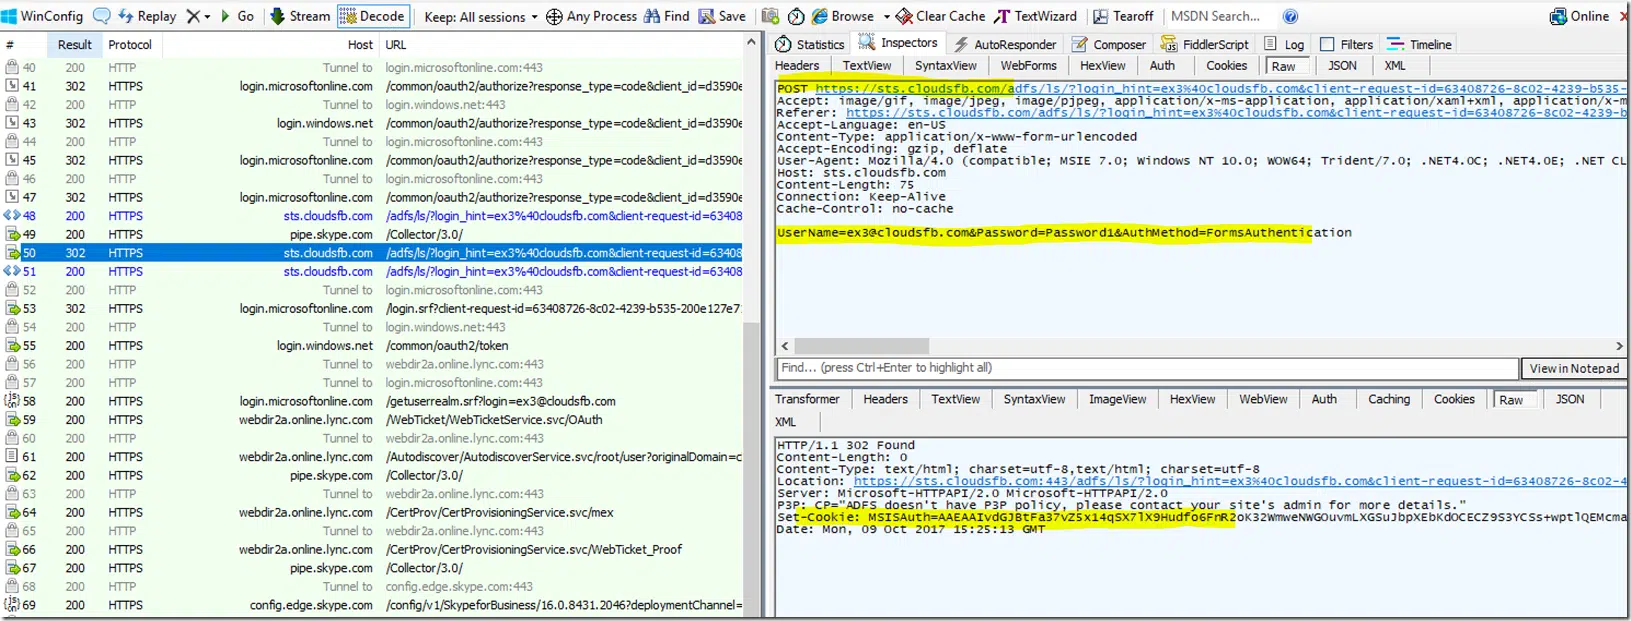 WinConfig Replay X Go Stream Decode Keep: All sessions Any Process Find Save Browse Clear Cache TextWizard Tearoff MSDN Search... Online
# Result Protocol Host URL
40 200 HTTP Tunnel to login.microsoftonline.com:443
41 302 HTTPS login.microsoftonline.com /common/oauth2/authorize?response_type=code&client_id=d3590e
42 200 HTTP Tunnel to login.windows.net:443
43 302 HTTPS login.windows.net /common/oauth2/authorize?response_type=code&client_id=d3590e
44 200 HTTP Tunnel to login.microsoftonline.com:443
45 302 HTTPS login.microsoftonline.com /common/oauth2/authorize?response_type=code&client_id=d3590e
46 200 HTTP Tunnel to login.microsoftonline.com:443
47 302 HTTPS login.microsoftonline.com /common/oauth2/authorize?response_type=code&client_id=d3590e
48 200 HTTPS sts.cloudsfb.com /adfs/ls/?login_hint=ex3%40cloudsfb.com&client-request-id=63408
49 200 HTTPS pipe.skype.com /Collector/3.0/
50 302 HTTPS sts.cloudsfb.com /adfs/ls/?login_hint=ex3%40cloudsfb.com&client-request-id=63408
51 200 HTTPS sts.cloudsfb.com /adfs/ls/?login_hint=ex3%40cloudsfb.com&client-request-id=63408
52 200 HTTP Tunnel to login.microsoftonline.com:443
53 302 HTTPS login.microsoftonline.com /login.srf?client-request-id=63408726-8c02-4239-b535-200e127e7
54 200 HTTP Tunnel to login.windows.net:443
55 200 HTTPS login.windows.net /common/oauth2/token
56 200 HTTP Tunnel to webdir2a.online.lync.com:443
57 200 HTTP Tunnel to login.microsoftonline.com:443
58 200 HTTPS login.microsoftonline.com /getuserrealm.srf?login=ex3@cloudsfb.com
59 200 HTTPS webdir2a.online.lync.com /WebTicket/WebTicketService.svc/OAuth
60 200 HTTP Tunnel to webdir2a.online.lync.com:443
61 200 HTTPS webdir2a.online.lync.com /Autodiscover/AutodiscoverService.svc/root/user?originalDomain=c
62 200 HTTPS pipe.skype.com /Collector/3.0/
63 200 HTTP Tunnel to webdir2a.online.lync.com:443
64 200 HTTPS webdir2a.online.lync.com /CertProv/CertProvisioningService.svc/mex
65 200 HTTP Tunnel to webdir2a.online.lync.com:443
66 200 HTTPS webdir2a.online.lync.com /CertProv/CertProvisioningService.svc/WebTicket_Proof
67 200 HTTPS pipe.skype.com /Collector/3.0/
68 200 HTTP Tunnel to config.edge.skype.com:443
69 200 HTTPS config.edge.skype.com /config/v1/SkypeforBusiness/16.0.8431.2046?deploymentChannel=
Statistics Inspectors AutoResponder Composer FiddlerScript Log Filters Timeline
Headers TextView SyntaxView WebForms HexView Auth Cookies Raw JSON XML
POST https://sts.cloudsfb.com/adfs/ls/?login_hint=ex3%40cloudsfb.com&client-request-id=63408726-8c02-4239-b535-
Accept: image/gif, image/jpeg, image/pjpeg, application/x-ms-application, application/xaml+xml, application/x-m
Referer: https://sts.cloudsfb.com/adfs/ls/?login_hint=ex3%40cloudsfb.com&client-request-id=63408726-8c02-4239-b
Accept-Language: en-US
Content-Type: application/x-www-form-urlencoded
Accept-Encoding: gzip, deflate
User-Agent: Mozilla/4.0 (compatible; MSIE 7.0; Windows NT 10.0; WOW64; Trident/7.0; .NET4.0C; .NET4.0E; .NET CL
Host: sts.cloudsfb.com
Content-Length: 75
Connection: Keep-Alive
Cache-Control: no-cache
UserName=ex3@cloudsfb.com&Password=Password1&AuthMethod=FormsAuthentication
Find... (press Ctrl+Enter to highlight all) View in Notepad
Transformer Headers TextView SyntaxView ImageView HexView WebView Auth Caching Cookies Raw JSON
XML
HTTP/1.1 302 Found
Content-Length: 0
Content-Type: text/html; charset=utf-8,text/html; charset=utf-8
Location: https://sts.cloudsfb.com:443/adfs/ls/?login_hint=ex3%40cloudsfb.com&client-request-id=63408726-8c02-4
Server: Microsoft-HTTPAPI/2.0 Microsoft-HTTPAPI/2.0
P3P: CP="ADFS doesn't have P3P policy, please contact your site's admin for more details."
Set-Cookie: MSISAuth=AAEAAIvdGJBtFa37vZ5x14qSX7lX9Hudfo6FnR2oK32WmweNWGOuvmLXGSuJbpXEbKdOCECZ9S3YCSs+wptlQEMcma
Date: Mon, 09 Oct 2017 15:25:13 GMT